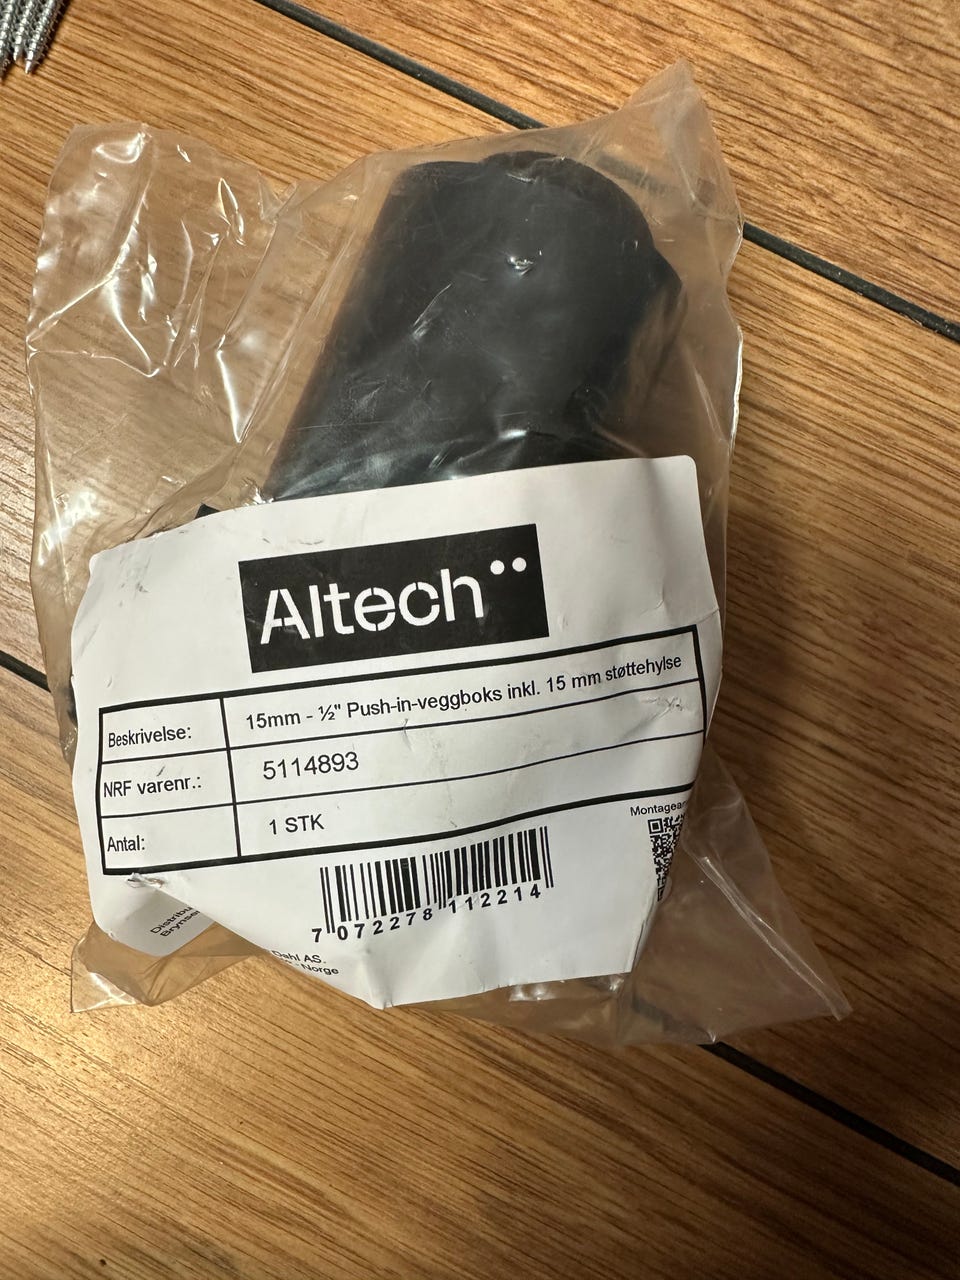 Altech
Beskrivelse: 15mm - ½" Push-in-veggboks inkl. 15 mm støttehylse
NRF varenr.: 5114893
Antal: 1 STK
7 072278 112214
Dahl AS.
- Norge